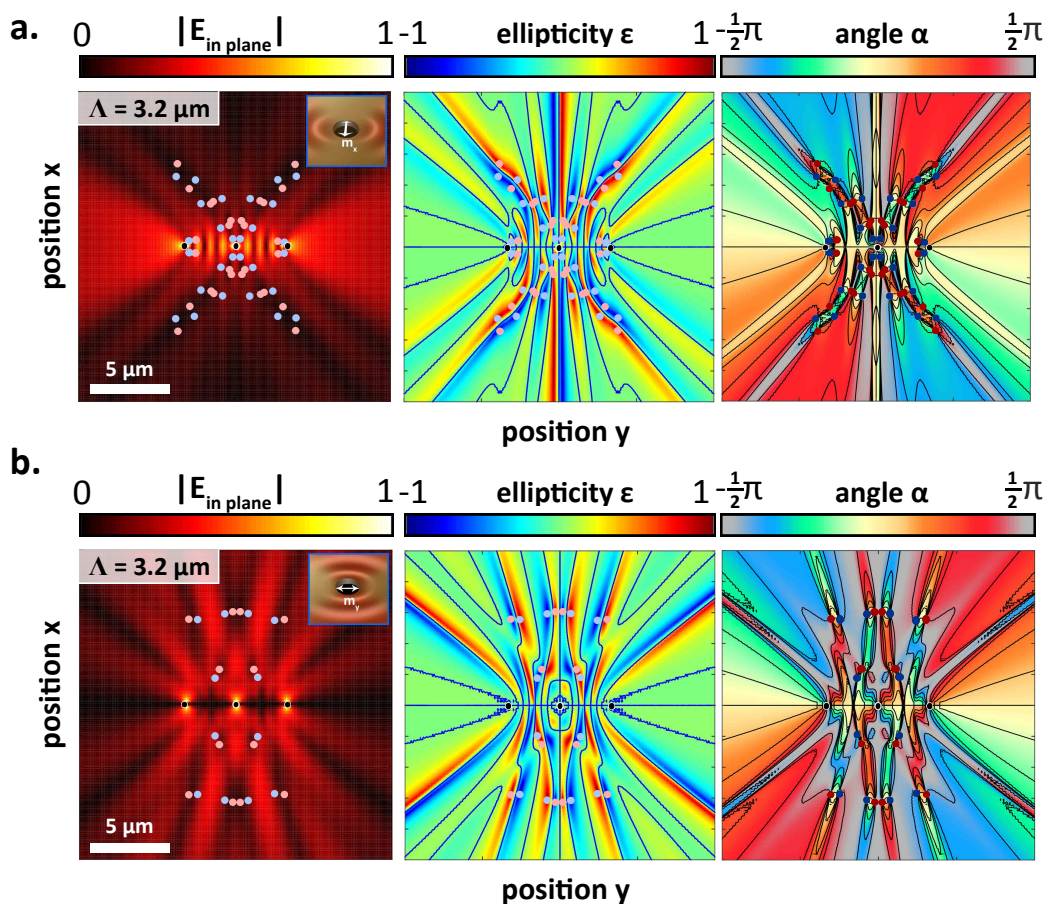 a.
0 |E in plane| 1
-1 ellipticity ε 1
-½π angle α ½π
Λ = 3.2 μm
mx
position x
5 μm
position y
b.
0 |E in plane| 1
-1 ellipticity ε 1
-½π angle α ½π
Λ = 3.2 μm
my
position x
5 μm
position y